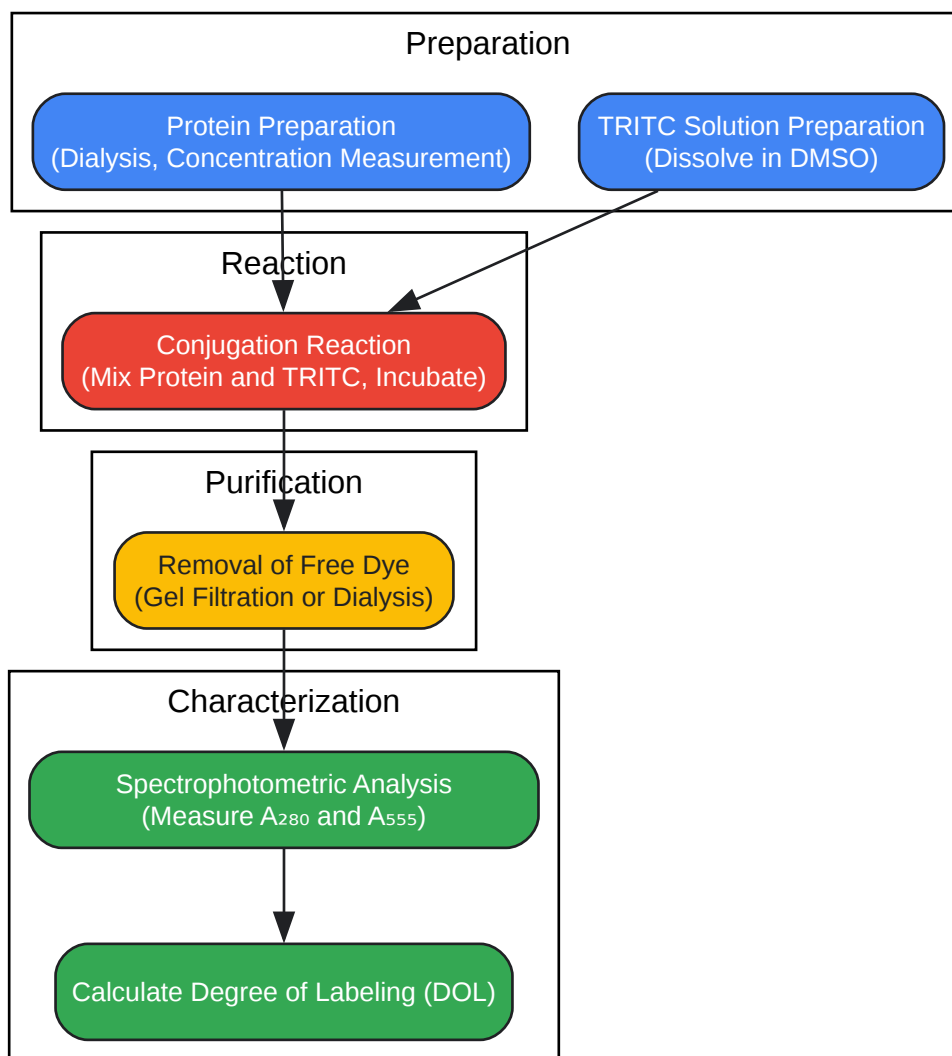 Preparation
Protein Preparation
(Dialysis, Concentration Measurement)
TRITC Solution Preparation
(Dissolve in DMSO)
Reaction
Conjugation Reaction
(Mix Protein and TRITC, Incubate)
Purification
Removal of Free Dye
(Gel Filtration or Dialysis)
Characterization
Spectrophotometric Analysis
(Measure A₂₈₀ and A₅₅₅)
Calculate Degree of Labeling (DOL)